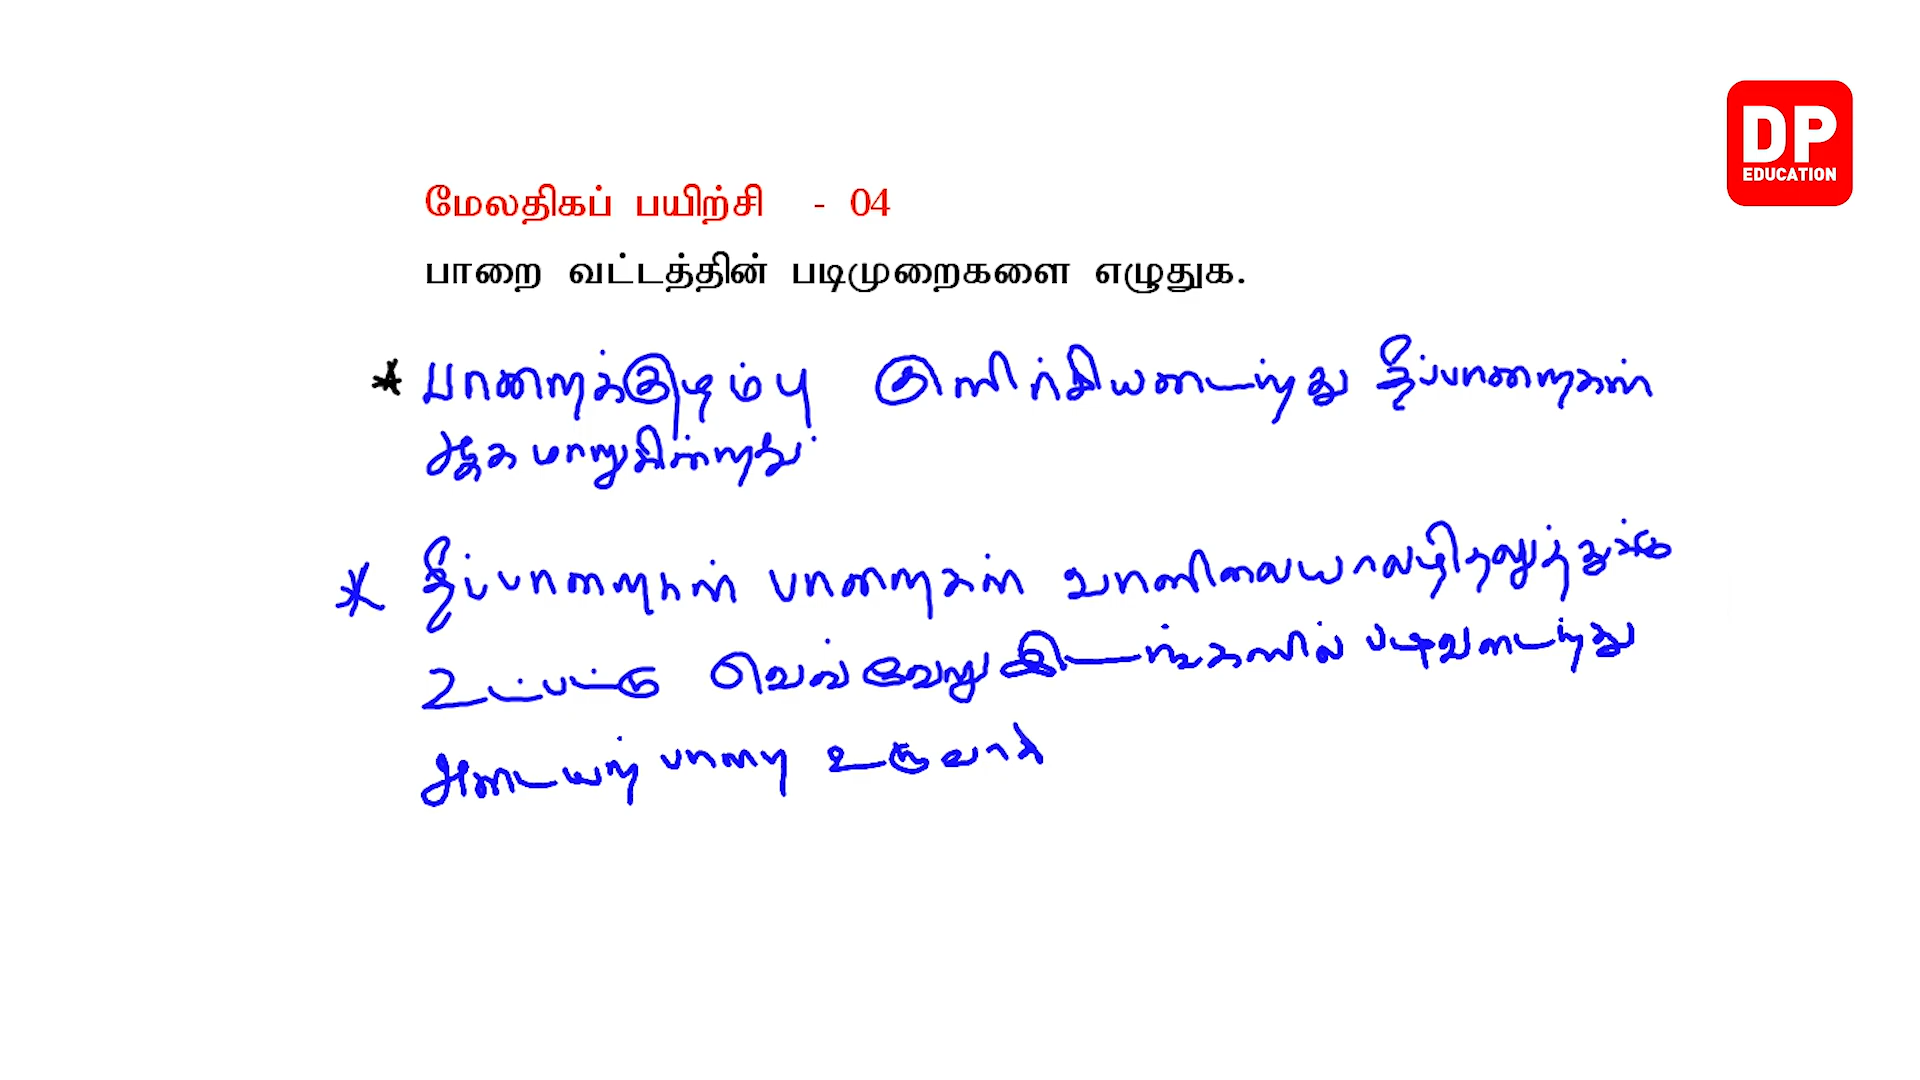 DP
EDUCATION
மேலதிகப் பயிற்சி - 04
பாறை வட்டத்தின் படிமுறைகளை எழுதுக.
* பாறைக்குழம்பு குளிர்ச்சியடைந்து தீப்பாறைகள்
ஆக மாறுகின்றது
* தீப்பாறைகள் பாறைகள் வானிலையாலழிதலுக்கு
உட்பட்டு வெவ்வேறு இடங்களில் படிவடைந்து
அடையற் பாறை உருவாகி